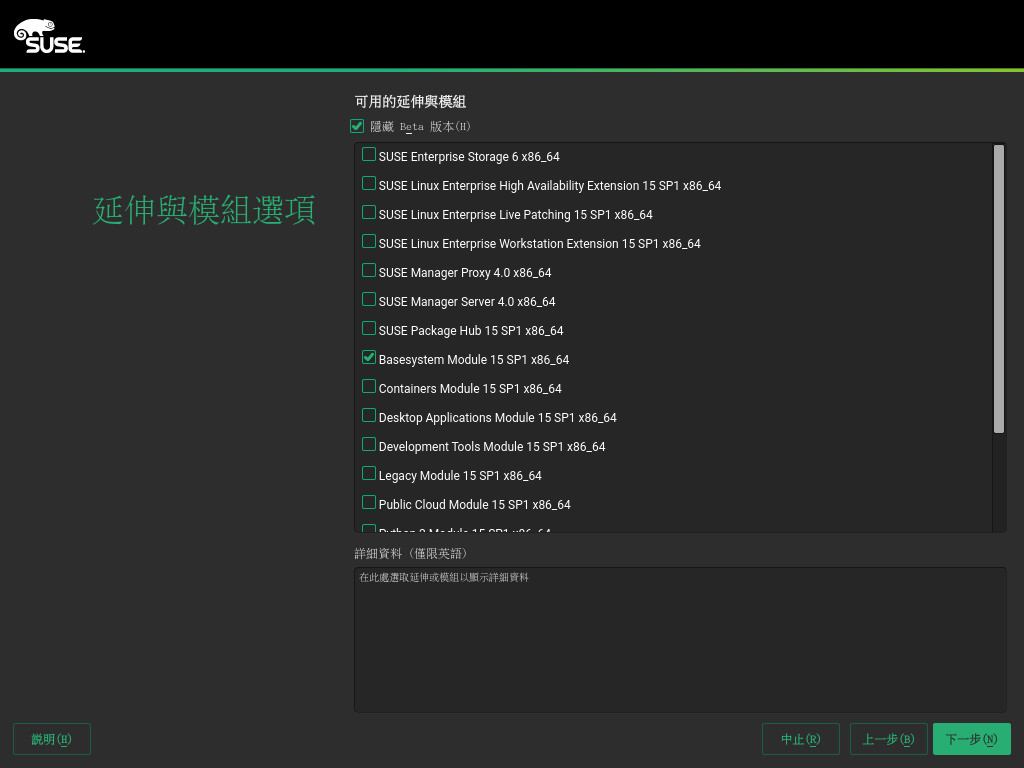 SUSE
可用的延伸與模組
隱藏 Beta 版本(H)
延伸與模組選項
SUSE Enterprise Storage 6 x86_64
SUSE Linux Enterprise High Availability Extension 15 SP1 x86_64
SUSE Linux Enterprise Live Patching 15 SP1 x86_64
SUSE Linux Enterprise Workstation Extension 15 SP1 x86_64
SUSE Manager Proxy 4.0 x86_64
SUSE Manager Server 4.0 x86_64
SUSE Package Hub 15 SP1 x86_64
Basesystem Module 15 SP1 x86_64
Containers Module 15 SP1 x86_64
Desktop Applications Module 15 SP1 x86_64
Development Tools Module 15 SP1 x86_64
Legacy Module 15 SP1 x86_64
Public Cloud Module 15 SP1 x86_64
Python 2 Module 15 SP1 x86_64
詳細資料（僅限英語）
在此處選取延伸或模組以顯示詳細資料
說明(H) 中止(R) 上一步(B) 下一步(N)